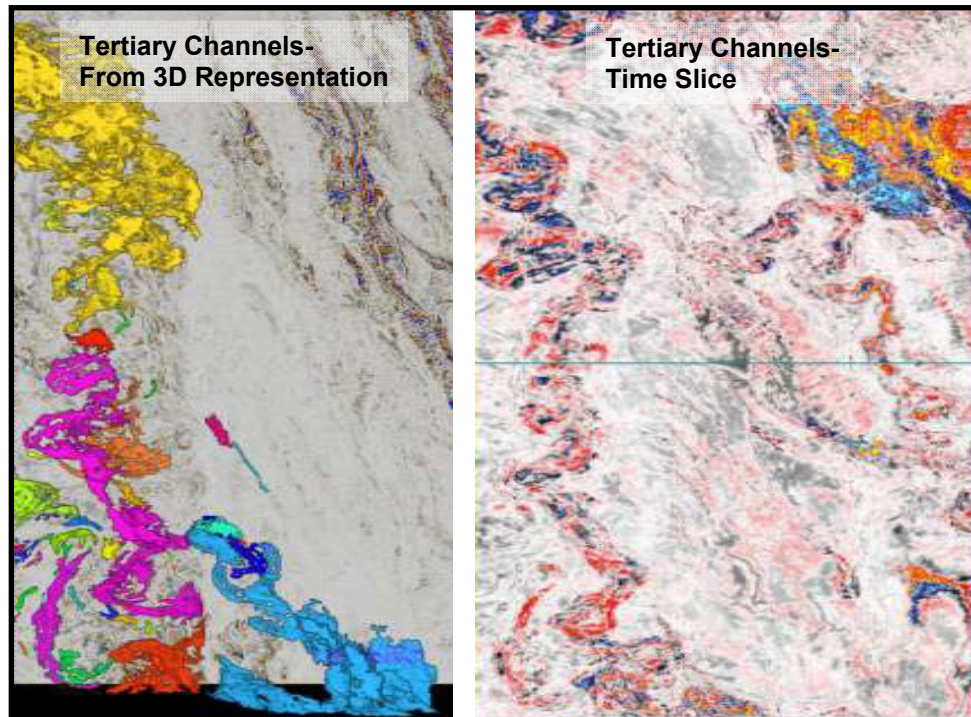 Tertiary Channels-
From 3D Representation
Tertiary Channels-
Time Slice